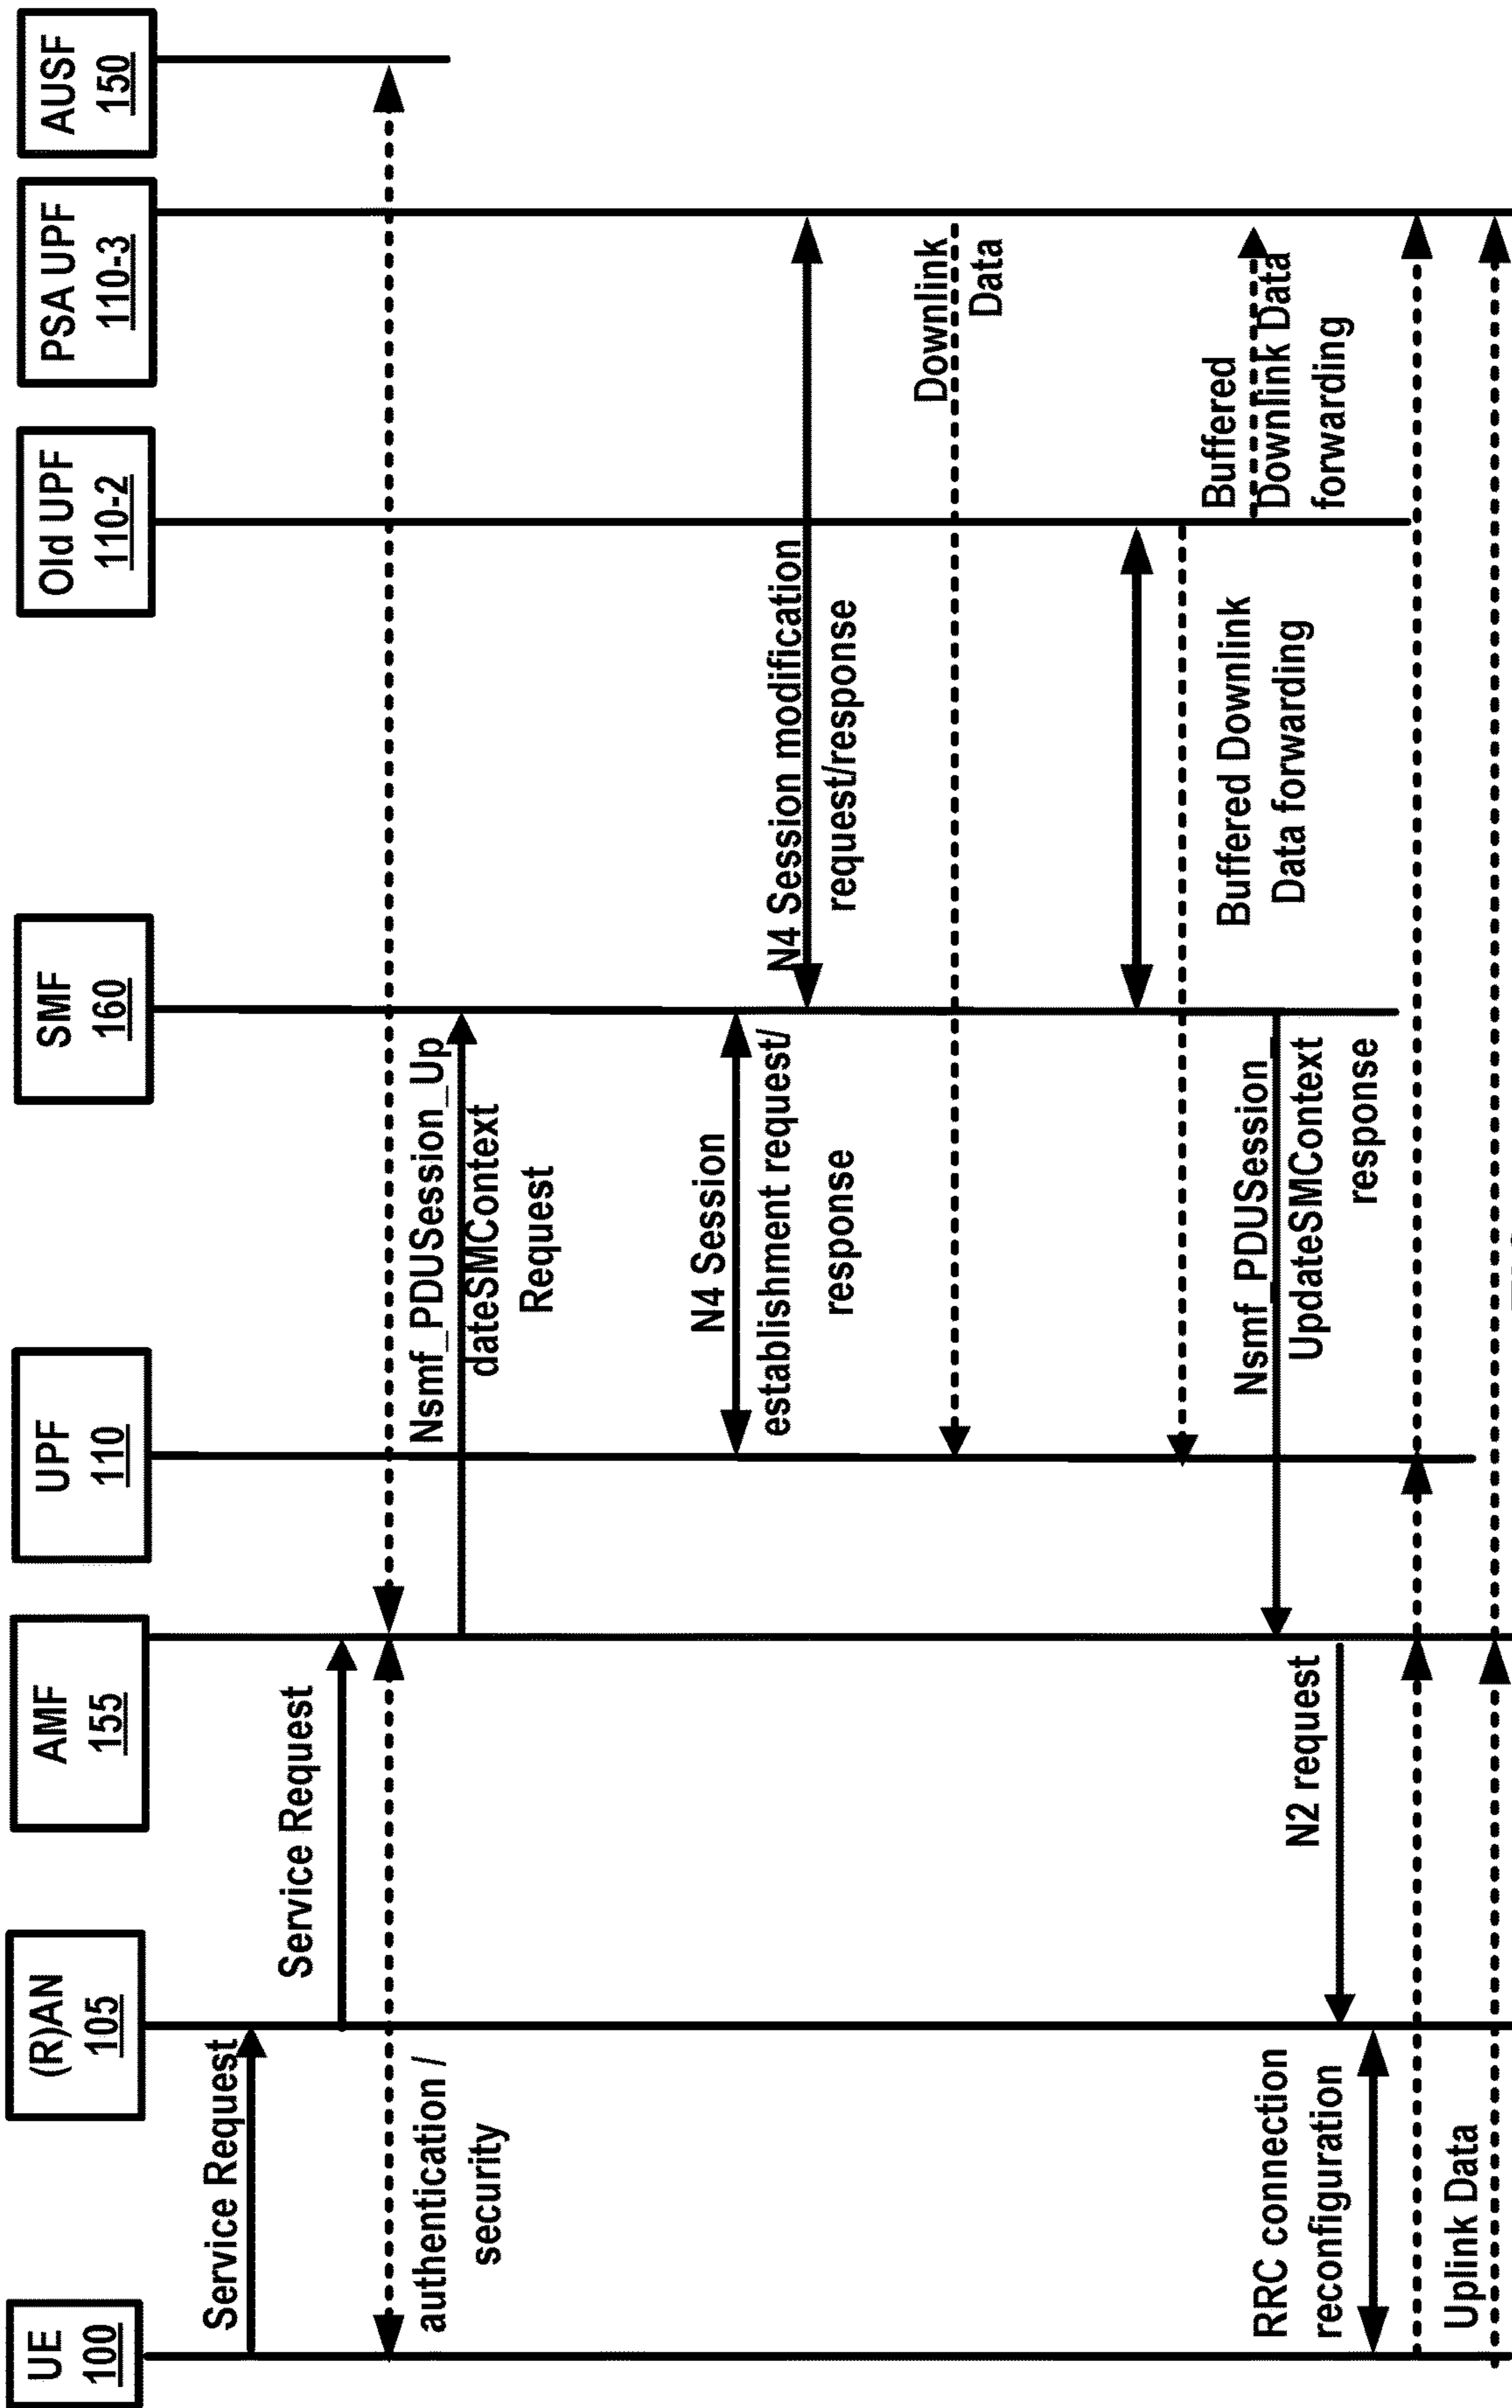 UE
100
(R)AN
105
AMF
155
UPF
110
SMF
160
Old UPF
110-2
PSA UPF
110-3
AUSF
150
Service Request
Service Request
authentication /
security
Nsmf_PDUSession_Up
dateSMContext
Request
N4 Session
establishment request/
response
N4 Session modification
request/response
Downlink
Data
Buffered Downlink
Data forwarding
Buffered
Downlink Data
forwarding
Nsmf_PDUSession_
UpdateSMContext
response
N2 request
RRC connection
reconfiguration
Uplink Data